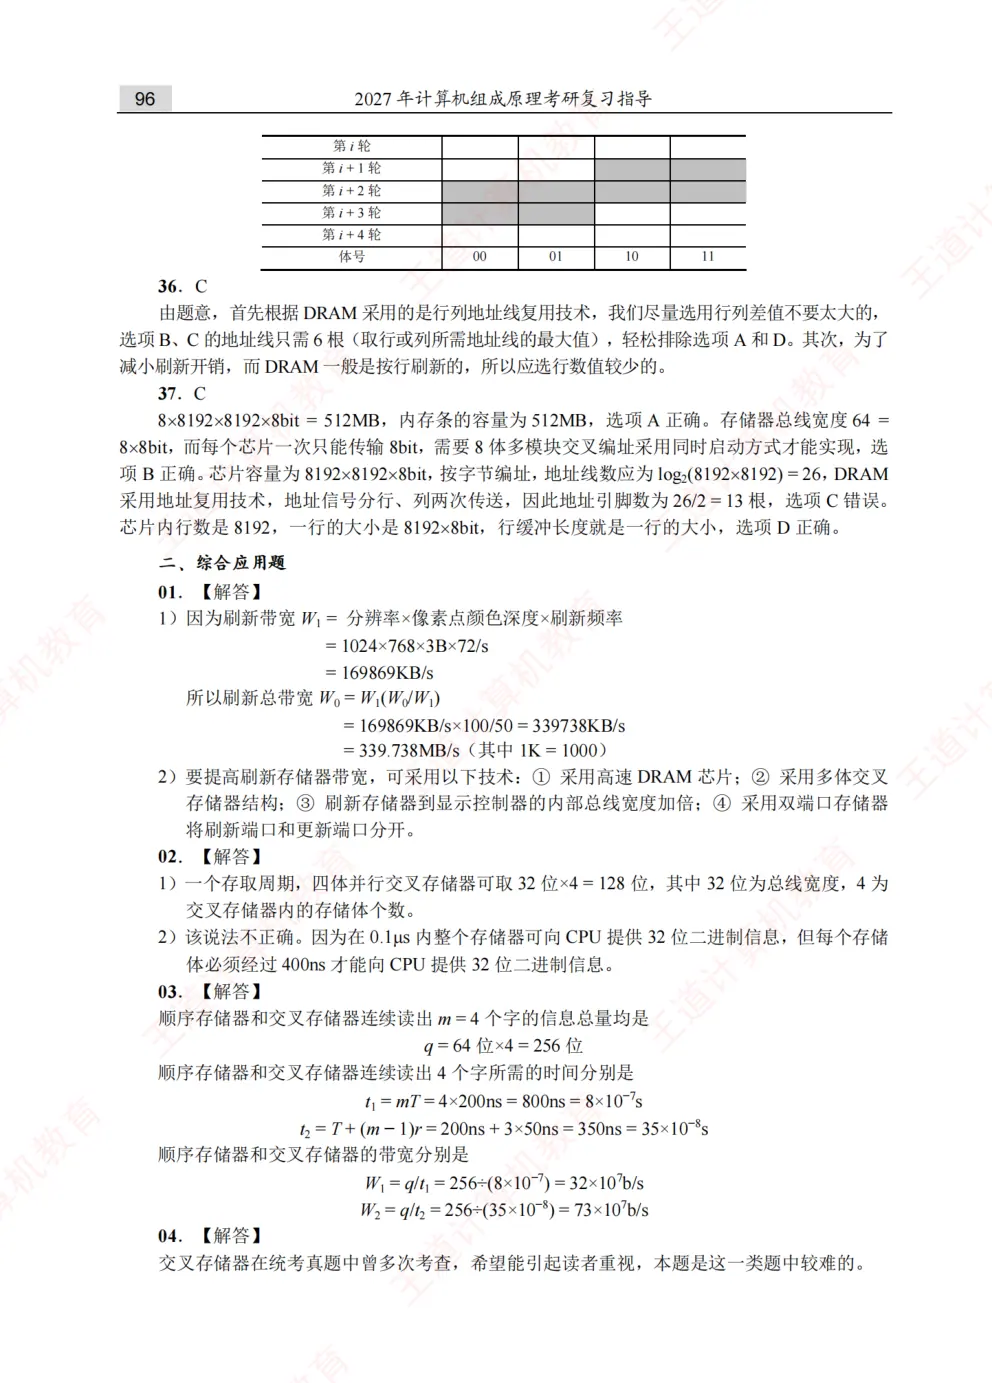 96
2027年计算机组成原理考研复习指导
第 i 轮
第 i + 1 轮
第 i + 2 轮
第 i + 3 轮
第 i + 4 轮
体号 00 01 10 11
36. C
由题意，首先根据 DRAM 采用的是行列地址线复用技术，我们尽量选用行列差值不要太大的，
选项 B、C 的地址线只需 6 根（取行或列所需地址线的最大值），轻松排除选项 A 和 D。其次，为了
减小刷新开销，而 DRAM 一般是按行刷新的，所以应选行数值较少的。
37. C
8×8192×8192×8bit = 512MB，内存条的容量为 512MB，选项 A 正确。存储器总线宽度 64 =
8×8bit，而每个芯片一次只能传输 8bit，需要 8 体多模块交叉编址采用同时启动方式才能实现，选
项 B 正确。芯片容量为 8192×8192×8bit，按字节编址，地址线数应为 log₂(8192×8192) = 26，DRAM
采用地址复用技术，地址信号分行、列两次传送，因此地址引脚数为 26/2 = 13 根，选项 C 错误。
芯片内行数是 8192，一行的大小是 8192×8bit，行缓冲长度就是一行的大小，选项 D 正确。
二、综合应用题
01. 【解答】
1）因为刷新带宽 W₁ = 分辨率×像素点颜色深度×刷新频率
= 1024×768×3B×72/s
= 169869KB/s
所以刷新总带宽 W₀ = W₁(W₀/W₁)
= 169869KB/s×100/50 = 339738KB/s
= 339.738MB/s（其中 1K = 1000）
2）要提高刷新存储器带宽，可采用以下技术：① 采用高速 DRAM 芯片；② 采用多体交叉
存储器结构；③ 刷新存储器到显示控制器的内部总线宽度加倍；④ 采用双端口存储器
将刷新端口和更新端口分开。
02. 【解答】
1）一个存取周期，四体并行交叉存储器可取 32 位×4 = 128 位，其中 32 位为总线宽度，4 为
交叉存储器内的存储体个数。
2）该说法不正确。因为在 0.1μs 内整个存储器可向 CPU 提供 32 位二进制信息，但每个存储
体必须经过 400ns 才能向 CPU 提供 32 位二进制信息。
03. 【解答】
顺序存储器和交叉存储器连续读出 m = 4 个字的信息总量均是
q = 64 位×4 = 256 位
顺序存储器和交叉存储器连续读出 4 个字所需的时间分别是
t₁ = mT = 4×200ns = 800ns = 8×10⁻⁷s
t₂ = T + (m − 1)r = 200ns + 3×50ns = 350ns = 35×10⁻⁸s
顺序存储器和交叉存储器的带宽分别是
W₁ = q/t₁ = 256÷(8×10⁻⁷) = 32×10⁷b/s
W₂ = q/t₂ = 256÷(35×10⁻⁸) = 73×10⁷b/s
04. 【解答】
交叉存储器在统考真题中曾多次考查，希望能引起读者重视，本题是这一类题中较难的。